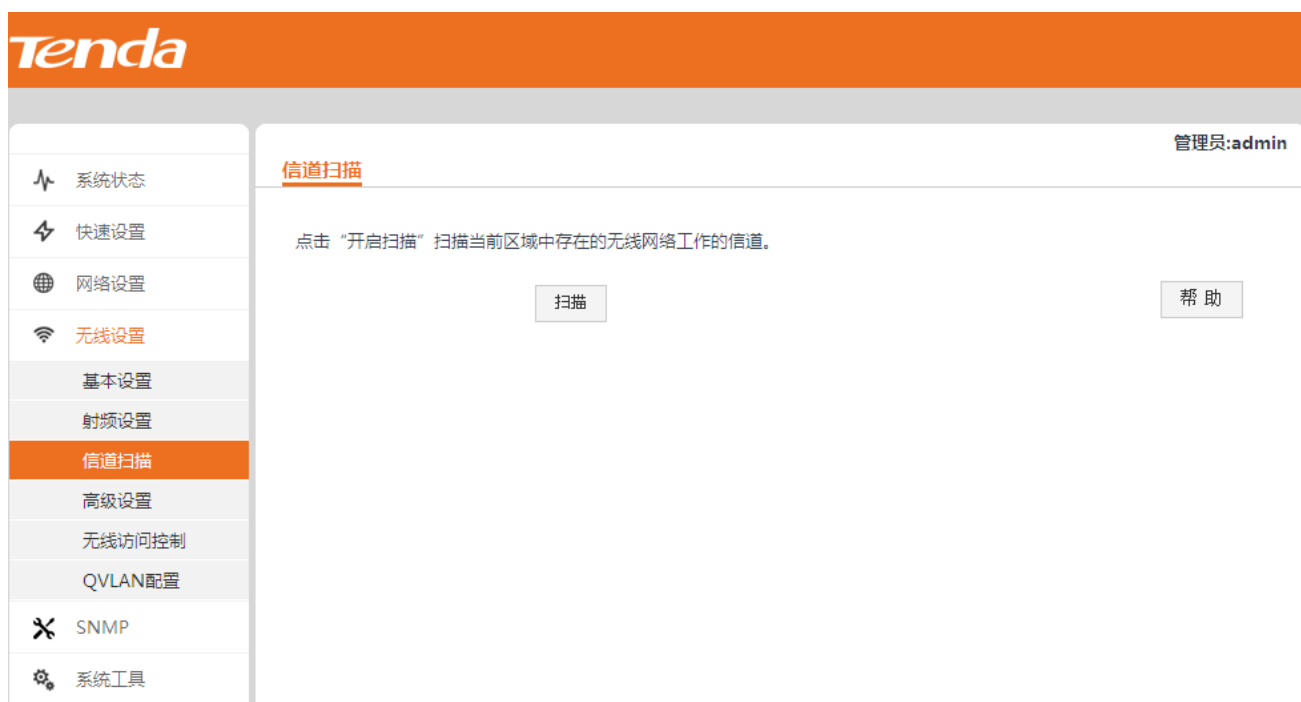 Tenda
管理员:admin
系统状态
快速设置
网络设置
无线设置
基本设置
射频设置
信道扫描
高级设置
无线访问控制
QVLAN配置
SNMP
系统工具
信道扫描
点击“开启扫描”扫描当前区域中存在的无线网络工作的信道。
扫描
帮 助